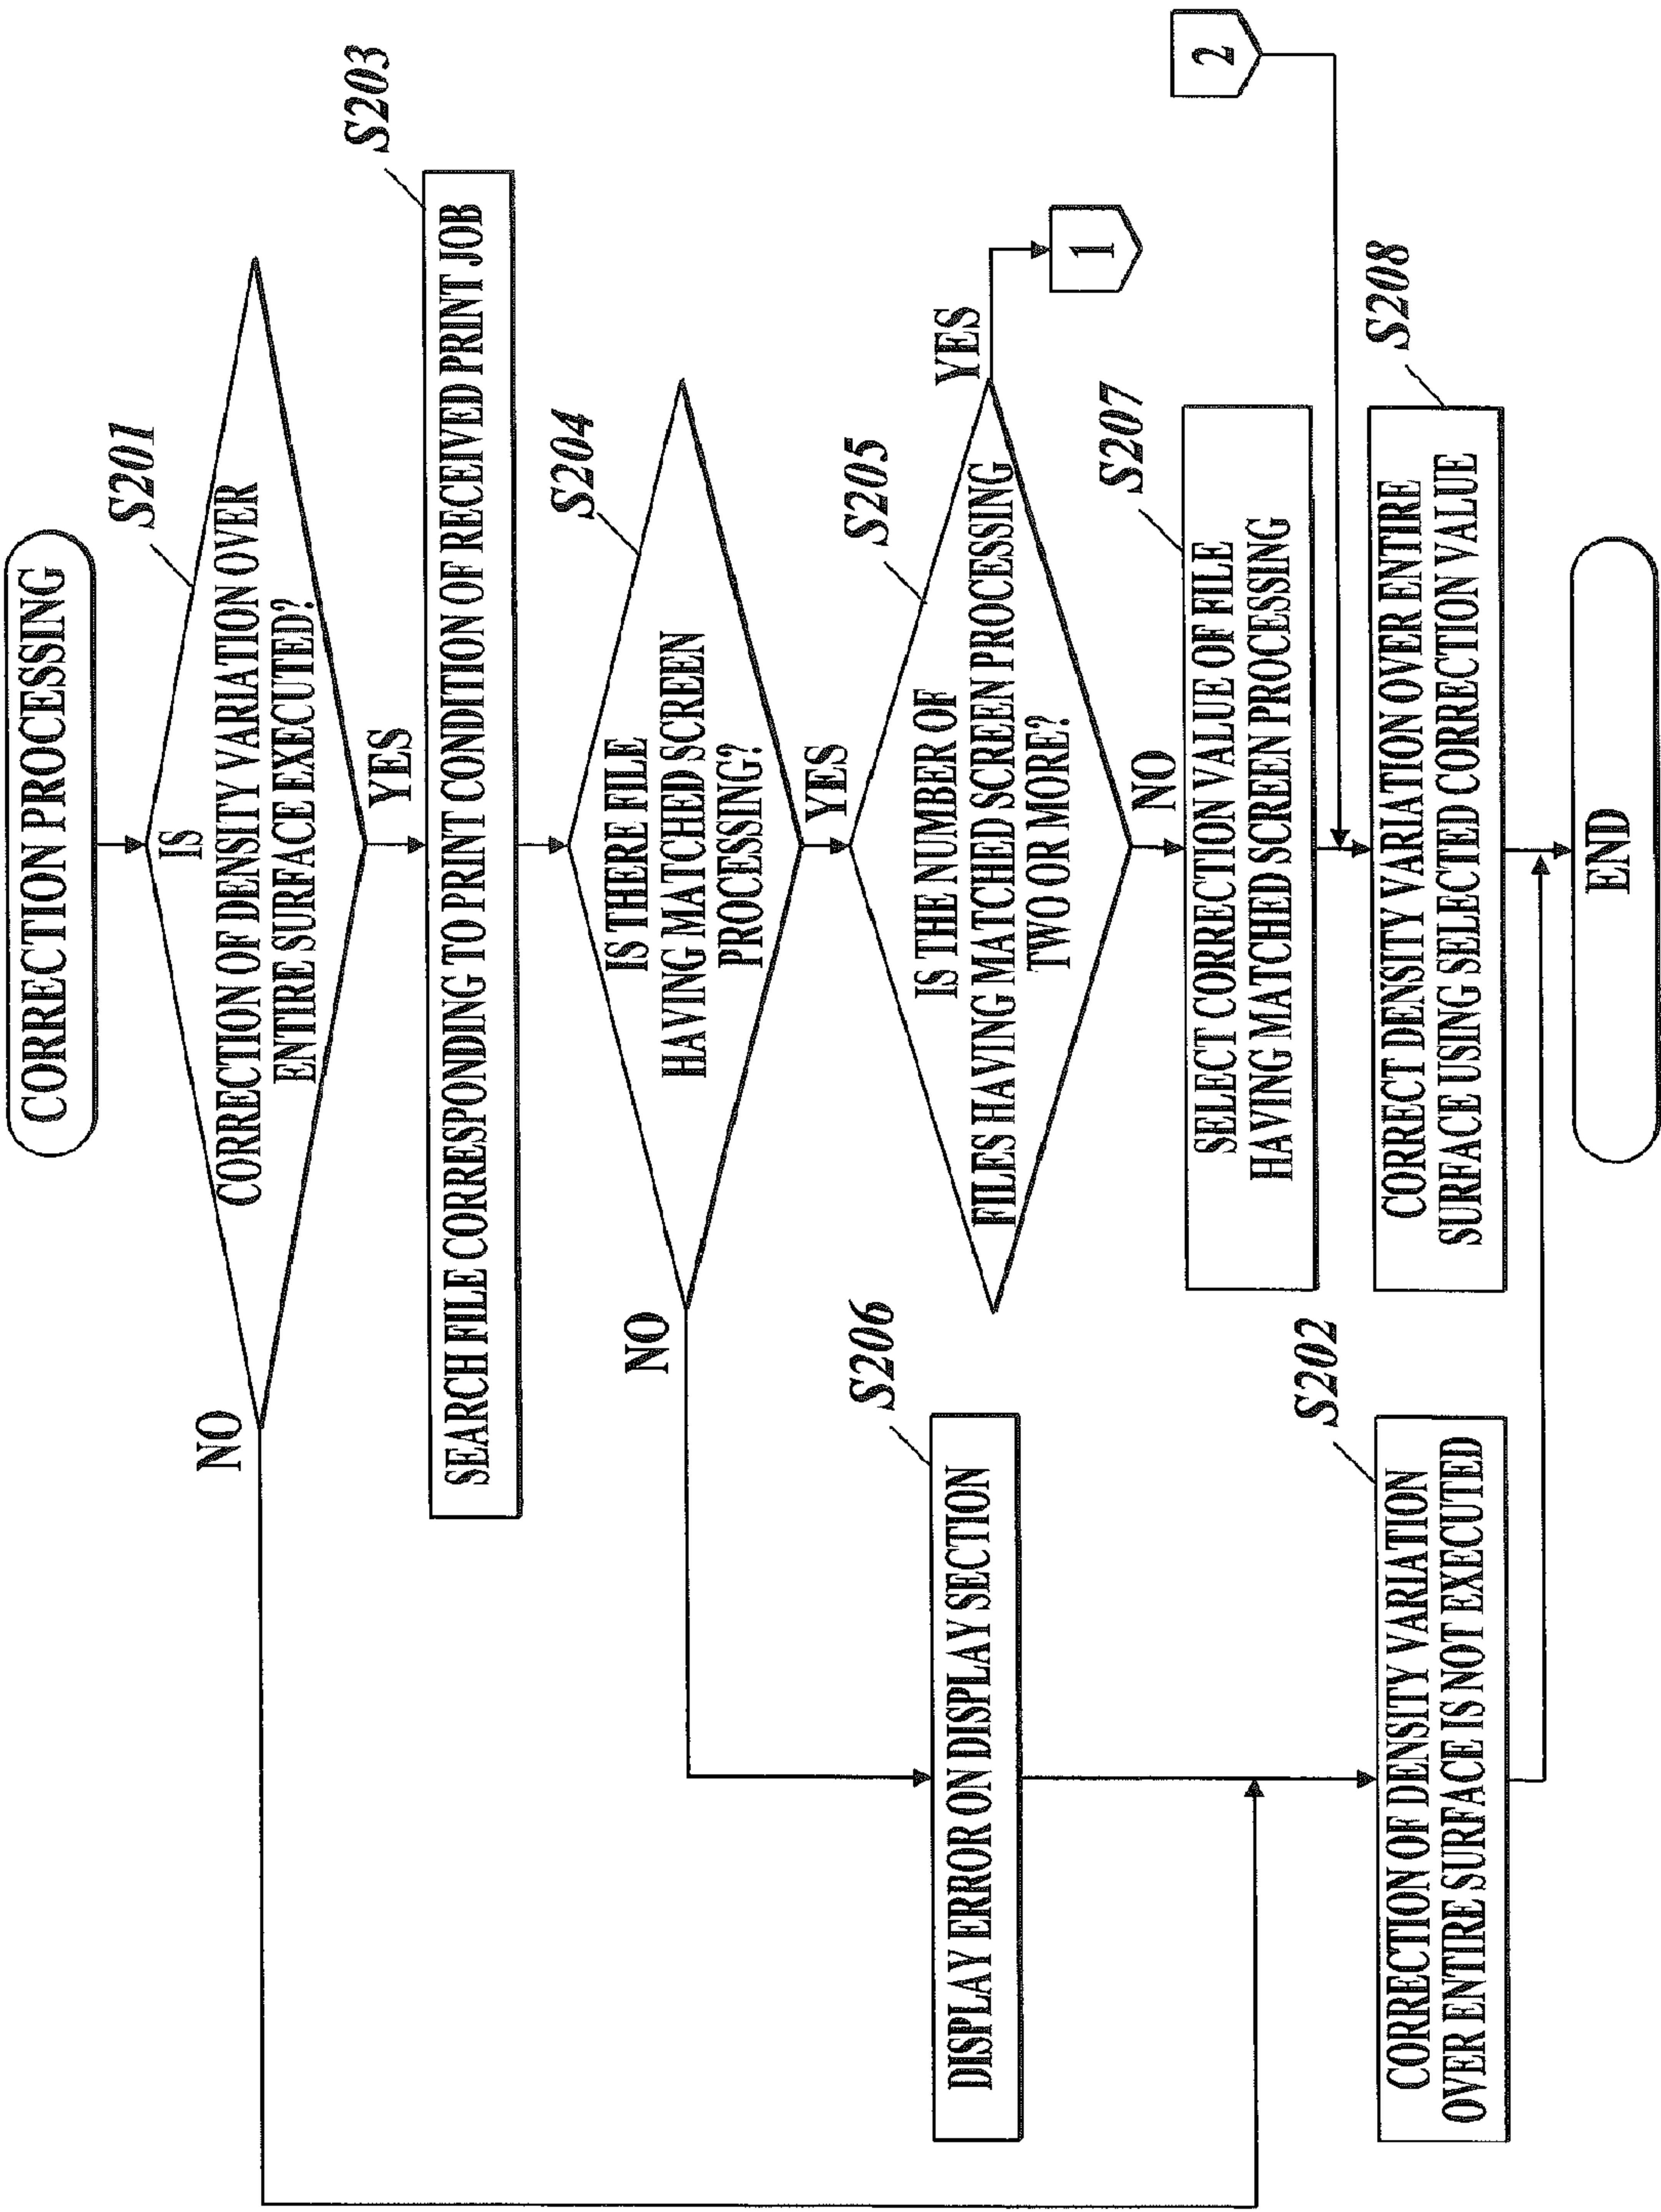 CORRECTION PROCESSING
S201
IS
CORRECTION OF DENSITY VARIATION OVER
ENTIRE SURFACE EXECUTED?
NO
YES
S203
SEARCH FILE CORRESPONDING TO PRINT CONDITION OF RECEIVED PRINT JOB
S204
IS THERE FILE
HAVING MATCHED SCREEN
PROCESSING?
NO
YES
S205
IS THE NUMBER OF
FILES HAVING MATCHED SCREEN PROCESSING
TWO OR MORE?
YES
1
NO
S206
DISPLAY ERROR ON DISPLAY SECTION
S207
SELECT CORRECTION VALUE OF FILE
HAVING MATCHED SCREEN PROCESSING
2
S202
CORRECTION OF DENSITY VARIATION
OVER ENTIRE SURFACE IS NOT EXECUTED
S208
CORRECT DENSITY VARIATION OVER ENTIRE
SURFACE USING SELECTED CORRECTION VALUE
END